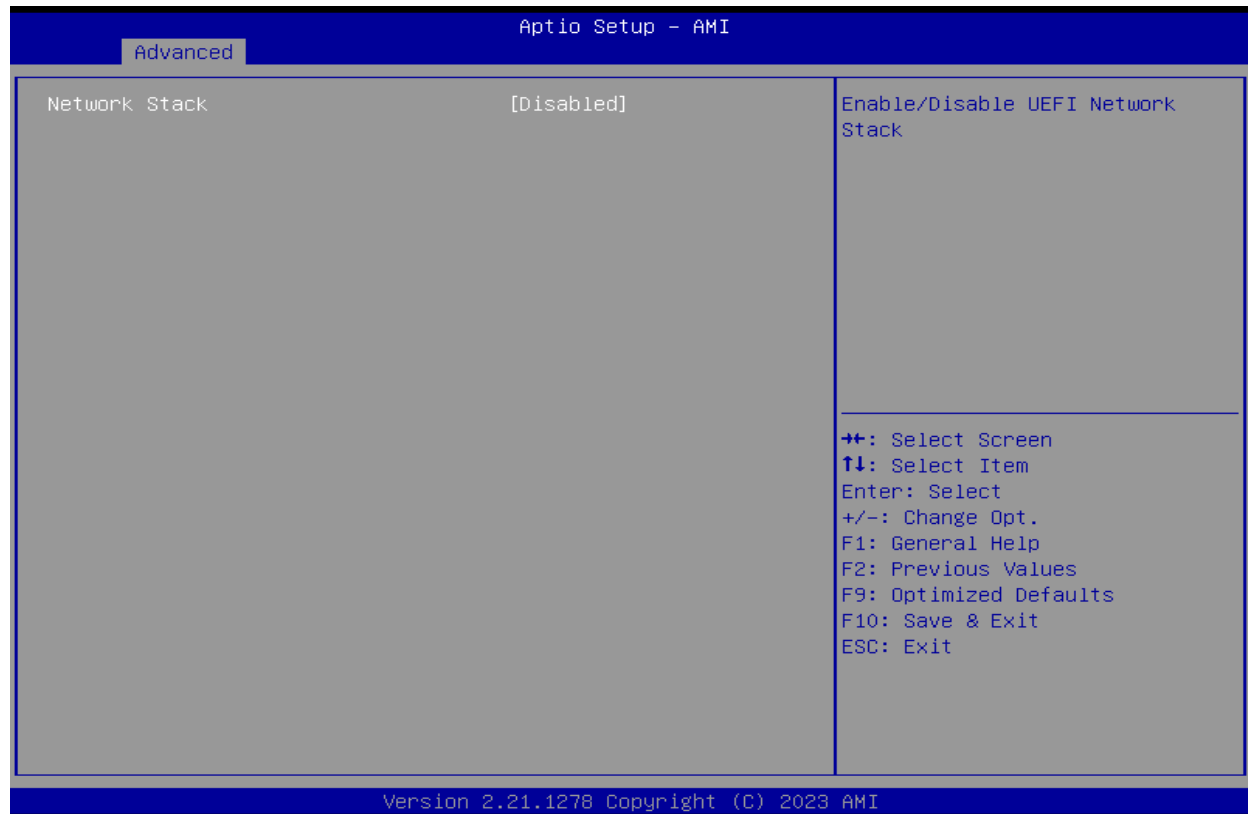 Aptio Setup – AMI
Advanced
Network Stack [Disabled]
Enable/Disable UEFI Network
Stack
→←: Select Screen
↑↓: Select Item
Enter: Select
+/-: Change Opt.
F1: General Help
F2: Previous Values
F9: Optimized Defaults
F10: Save & Exit
ESC: Exit
Version 2.21.1278 Copyright (C) 2023 AMI